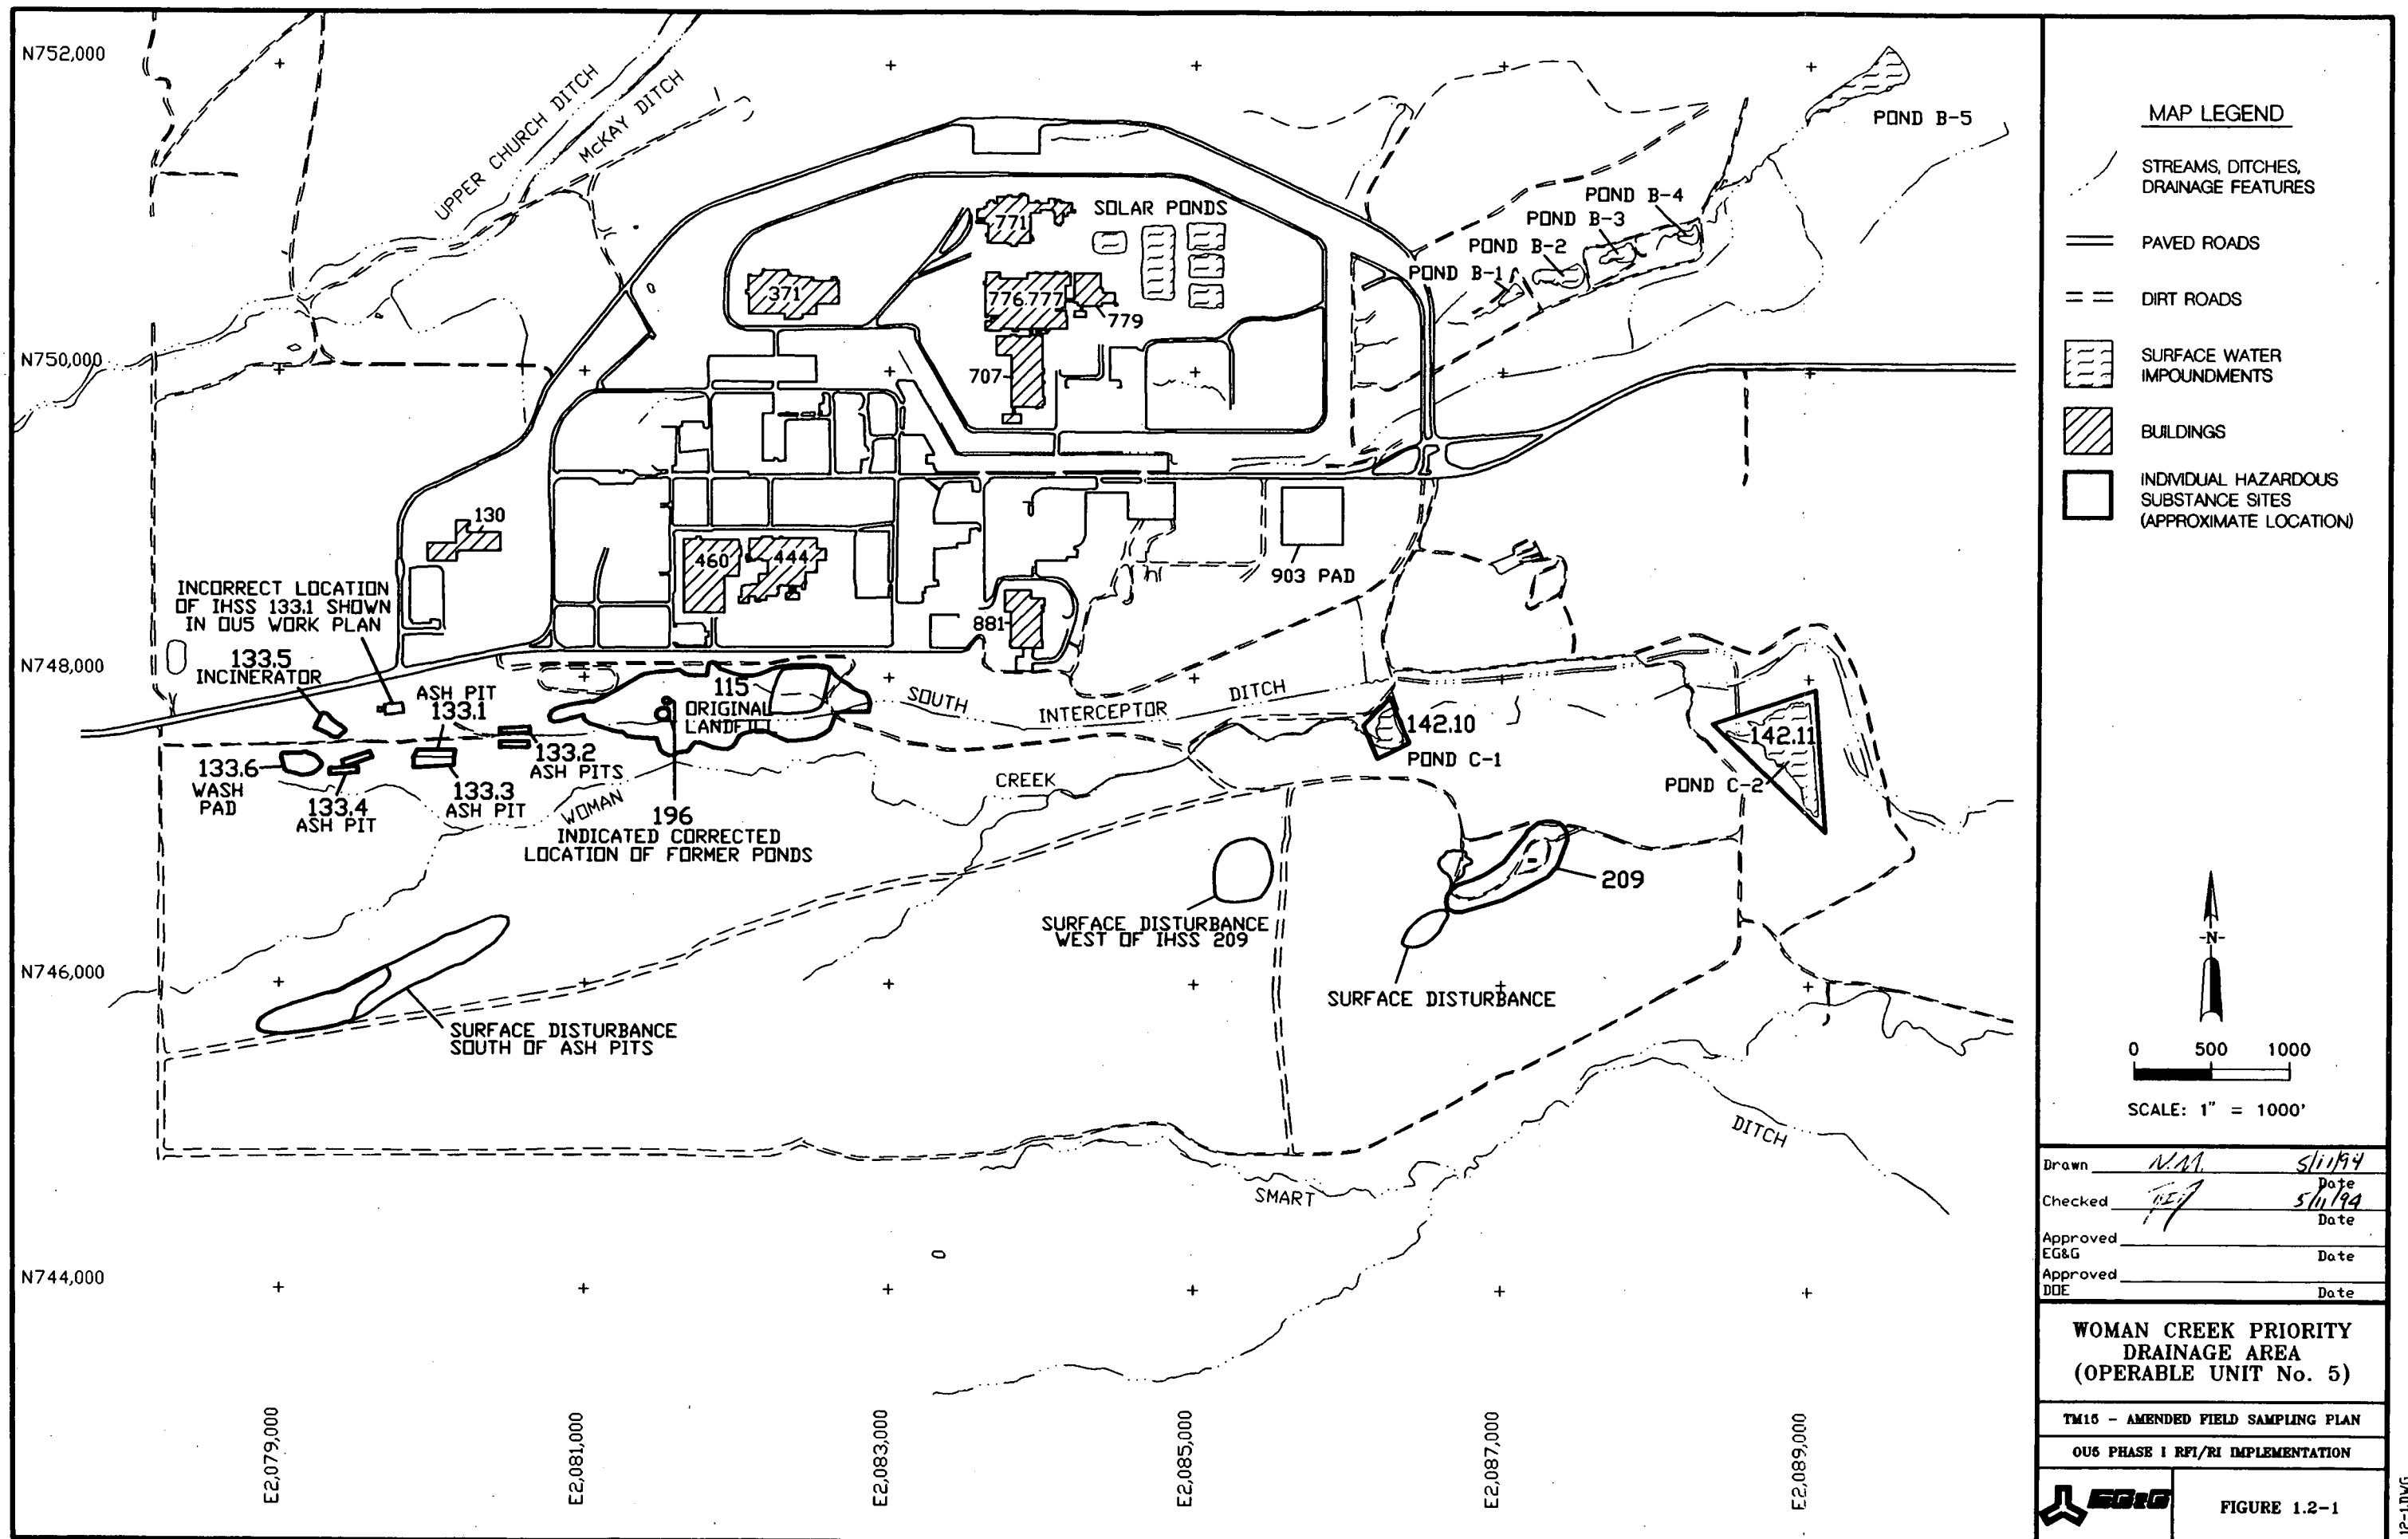 N752,000
N750,000
N748,000
N746,000
N744,000
E2,079,000
E2,081,000
E2,083,000
E2,085,000
E2,087,000
E2,089,000
UPPER CHURCH DITCH
McKAY DITCH
POND B-5
POND B-4
POND B-3
POND B-2
POND B-1
SOLAR PONDS
771
371
776.777
779
707
130
460
444
881
903 PAD
INCORRECT LOCATION
OF IHSS 133.1 SHOWN
IN OU5 WORK PLAN
133.5
INCINERATOR
ASH PIT
133.1
133.2
ASH PITS
133.6
WASH
PAD
133.4
ASH PIT
133.3
ASH PIT
115
ORIGINAL
LANDFILL
SOUTH INTERCEPTOR DITCH
WOMAN CREEK
196
INDICATED CORRECTED
LOCATION OF FORMER PONDS
142.10
POND C-1
142.11
POND C-2
209
SURFACE DISTURBANCE
WEST OF IHSS 209
SURFACE DISTURBANCE
SURFACE DISTURBANCE
SOUTH OF ASH PITS
SMART DITCH
MAP LEGEND
STREAMS, DITCHES,
DRAINAGE FEATURES
PAVED ROADS
DIRT ROADS
SURFACE WATER
IMPOUNDMENTS
BUILDINGS
INDIVIDUAL HAZARDOUS
SUBSTANCE SITES
(APPROXIMATE LOCATION)
-N-
0 500 1000
SCALE: 1" = 1000'
Drawn N.M. 5/11/94
Date
Checked 5/11/94
Date
Approved
EG&G Date
Approved
DOE Date
WOMAN CREEK PRIORITY
DRAINAGE AREA
(OPERABLE UNIT No. 5)
TM15 - AMENDED FIELD SAMPLING PLAN
OU5 PHASE I RFI/RI IMPLEMENTATION
EG&G
FIGURE 1.2-1